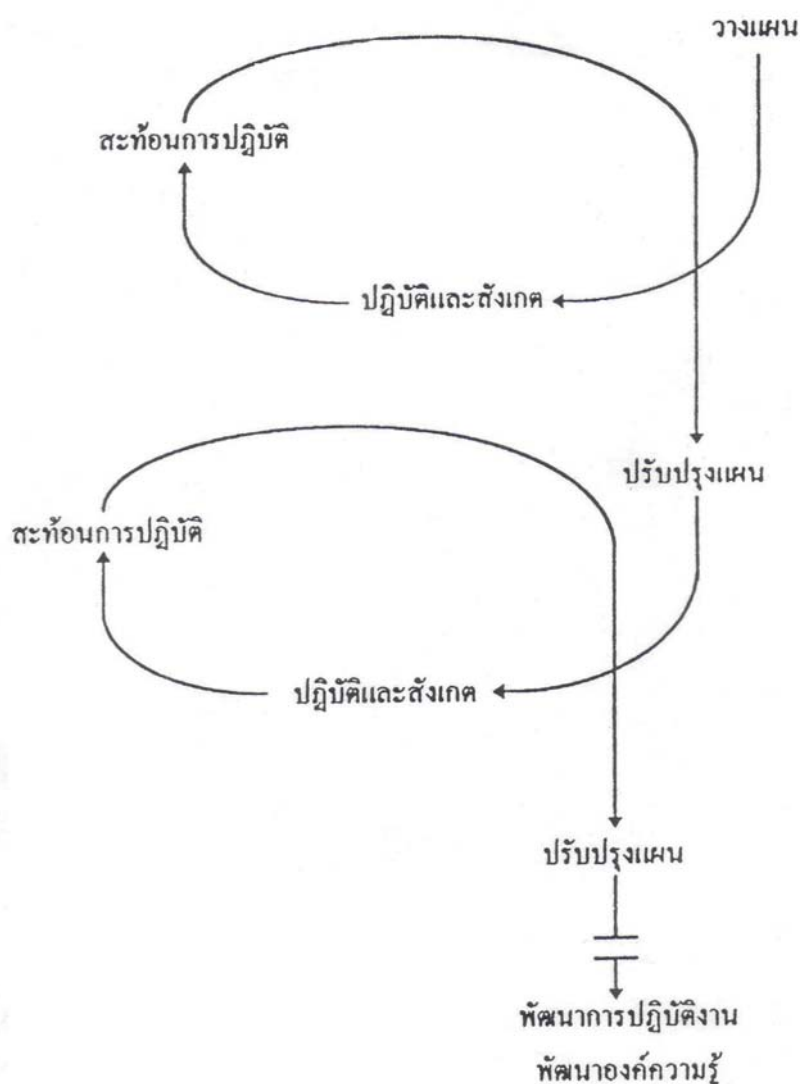 วางแผน
สะท้อนการปฏิบัติ
ปฏิบัติและสังเกต
ปรับปรุงแผน
สะท้อนการปฏิบัติ
ปฏิบัติและสังเกต
ปรับปรุงแผน
พัฒนาการปฏิบัติงาน
พัฒนาองค์ความรู้